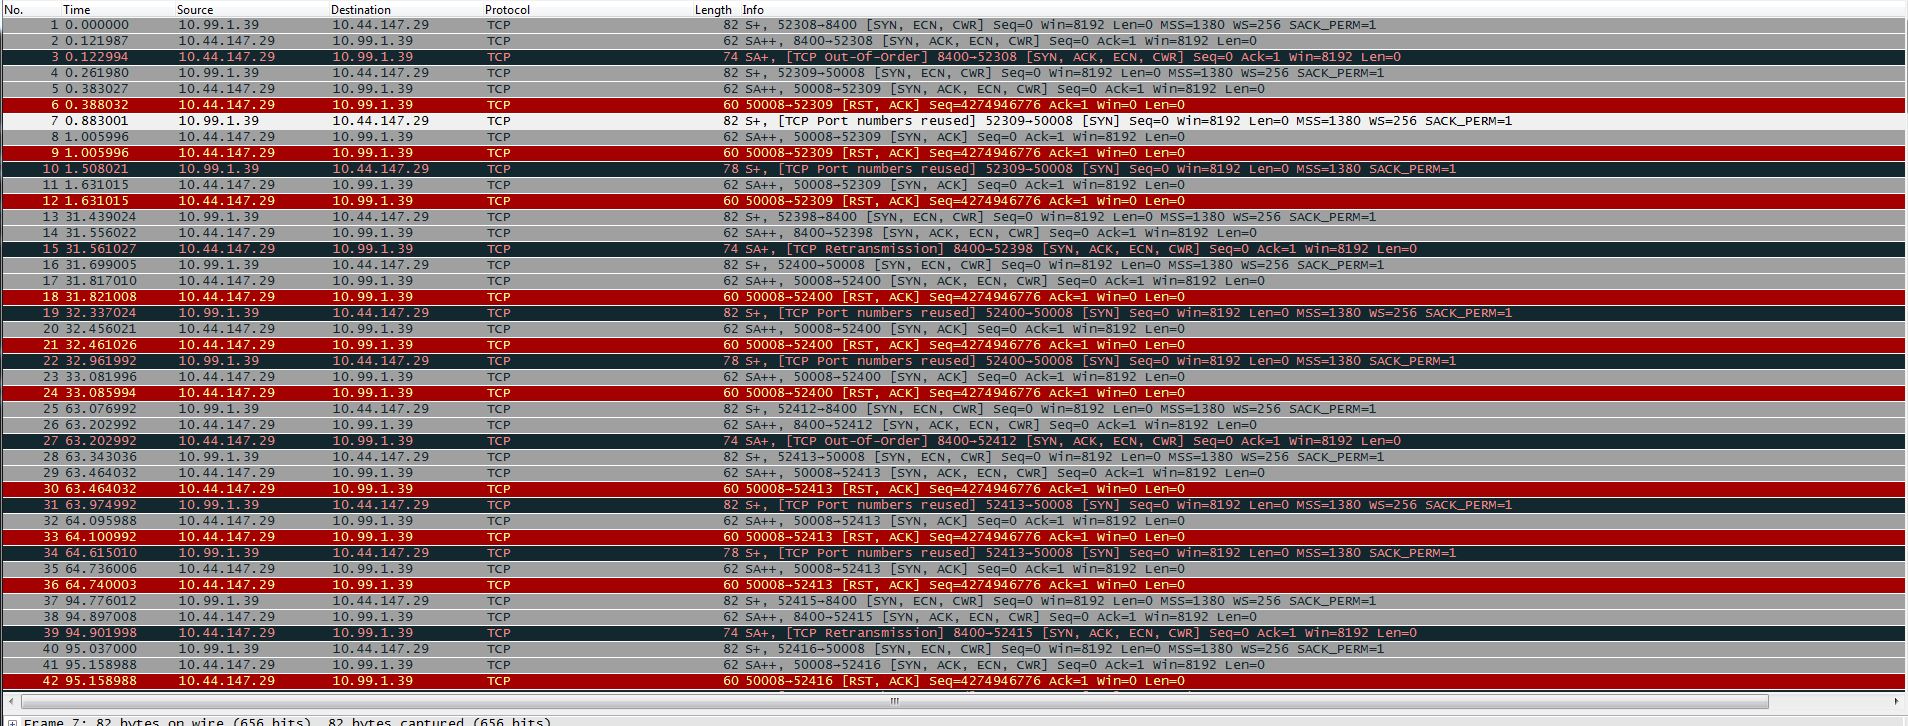 No. Time Source Destination Protocol Length Info
1 0.000000 10.99.1.39 10.44.147.29 TCP 82 S+, 52308→8400 [SYN, ECN, CWR] Seq=0 Win=8192 Len=0 MSS=1380 WS=256 SACK_PERM=1
2 0.121987 10.44.147.29 10.99.1.39 TCP 62 SA++, 8400→52308 [SYN, ACK, ECN, CWR] Seq=0 Ack=1 Win=8192 Len=0
3 0.122994 10.44.147.29 10.99.1.39 TCP 74 SA+, [TCP Out-Of-Order] 8400→52308 [SYN, ACK, ECN, CWR] Seq=0 Ack=1 Win=8192 Len=0
4 0.261980 10.99.1.39 10.44.147.29 TCP 82 S+, 52309→50008 [SYN, ECN, CWR] Seq=0 Win=8192 Len=0 MSS=1380 WS=256 SACK_PERM=1
5 0.383027 10.44.147.29 10.99.1.39 TCP 62 SA++, 50008→52309 [SYN, ACK, ECN, CWR] Seq=0 Ack=1 Win=8192 Len=0
6 0.388032 10.44.147.29 10.99.1.39 TCP 60 50008→52309 [RST, ACK] Seq=4274946776 Ack=1 Win=0 Len=0
7 0.883001 10.99.1.39 10.44.147.29 TCP 82 S+, [TCP Port numbers reused] 52309→50008 [SYN] Seq=0 Win=8192 Len=0 MSS=1380 WS=256 SACK_PERM=1
8 1.005996 10.44.147.29 10.99.1.39 TCP 62 SA++, 50008→52309 [SYN, ACK] Seq=0 Ack=1 Win=8192 Len=0
9 1.005996 10.44.147.29 10.99.1.39 TCP 60 50008→52309 [RST, ACK] Seq=4274946776 Ack=1 Win=0 Len=0
10 1.508021 10.99.1.39 10.44.147.29 TCP 78 S+, [TCP Port numbers reused] 52309→50008 [SYN] Seq=0 Win=8192 Len=0 MSS=1380 SACK_PERM=1
11 1.631015 10.44.147.29 10.99.1.39 TCP 62 SA++, 50008→52309 [SYN, ACK] Seq=0 Ack=1 Win=8192 Len=0
12 1.631015 10.44.147.29 10.99.1.39 TCP 60 50008→52309 [RST, ACK] Seq=4274946776 Ack=1 Win=0 Len=0
13 31.439024 10.99.1.39 10.44.147.29 TCP 82 S+, 52398→8400 [SYN, ECN, CWR] Seq=0 Win=8192 Len=0 MSS=1380 WS=256 SACK_PERM=1
14 31.556022 10.44.147.29 10.99.1.39 TCP 62 SA++, 8400→52398 [SYN, ACK, ECN, CWR] Seq=0 Ack=1 Win=8192 Len=0
15 31.561027 10.44.147.29 10.99.1.39 TCP 74 SA+, [TCP Retransmission] 8400→52398 [SYN, ACK, ECN, CWR] Seq=0 Ack=1 Win=8192 Len=0
16 31.699005 10.99.1.39 10.44.147.29 TCP 82 S+, 52400→50008 [SYN, ECN, CWR] Seq=0 Win=8192 Len=0 MSS=1380 WS=256 SACK_PERM=1
17 31.817010 10.44.147.29 10.99.1.39 TCP 62 SA++, 50008→52400 [SYN, ACK, ECN, CWR] Seq=0 Ack=1 Win=8192 Len=0
18 31.821008 10.44.147.29 10.99.1.39 TCP 60 50008→52400 [RST, ACK] Seq=4274946776 Ack=1 Win=0 Len=0
19 32.337024 10.99.1.39 10.44.147.29 TCP 82 S+, [TCP Port numbers reused] 52400→50008 [SYN] Seq=0 Win=8192 Len=0 MSS=1380 WS=256 SACK_PERM=1
20 32.456021 10.44.147.29 10.99.1.39 TCP 62 SA++, 50008→52400 [SYN, ACK] Seq=0 Ack=1 Win=8192 Len=0
21 32.461026 10.44.147.29 10.99.1.39 TCP 60 50008→52400 [RST, ACK] Seq=4274946776 Ack=1 Win=0 Len=0
22 32.961992 10.99.1.39 10.44.147.29 TCP 78 S+, [TCP Port numbers reused] 52400→50008 [SYN] Seq=0 Win=8192 Len=0 MSS=1380 SACK_PERM=1
23 33.081996 10.44.147.29 10.99.1.39 TCP 62 SA++, 50008→52400 [SYN, ACK] Seq=0 Ack=1 Win=8192 Len=0
24 33.085994 10.44.147.29 10.99.1.39 TCP 60 50008→52400 [RST, ACK] Seq=4274946776 Ack=1 Win=0 Len=0
25 63.076992 10.99.1.39 10.44.147.29 TCP 82 S+, 52412→8400 [SYN, ECN, CWR] Seq=0 Win=8192 Len=0 MSS=1380 WS=256 SACK_PERM=1
26 63.202992 10.44.147.29 10.99.1.39 TCP 62 SA++, 8400→52412 [SYN, ACK, ECN, CWR] Seq=0 Ack=1 Win=8192 Len=0
27 63.202992 10.44.147.29 10.99.1.39 TCP 74 SA+, [TCP Out-Of-Order] 8400→52412 [SYN, ACK, ECN, CWR] Seq=0 Ack=1 Win=8192 Len=0
28 63.343036 10.99.1.39 10.44.147.29 TCP 82 S+, 52413→50008 [SYN, ECN, CWR] Seq=0 Win=8192 Len=0 MSS=1380 WS=256 SACK_PERM=1
29 63.464032 10.44.147.29 10.99.1.39 TCP 62 SA++, 50008→52413 [SYN, ACK, ECN, CWR] Seq=0 Ack=1 Win=8192 Len=0
30 63.464032 10.44.147.29 10.99.1.39 TCP 60 50008→52413 [RST, ACK] Seq=4274946776 Ack=1 Win=0 Len=0
31 63.974992 10.99.1.39 10.44.147.29 TCP 82 S+, [TCP Port numbers reused] 52413→50008 [SYN] Seq=0 Win=8192 Len=0 MSS=1380 WS=256 SACK_PERM=1
32 64.095988 10.44.147.29 10.99.1.39 TCP 62 SA++, 50008→52413 [SYN, ACK] Seq=0 Ack=1 Win=8192 Len=0
33 64.100992 10.44.147.29 10.99.1.39 TCP 60 50008→52413 [RST, ACK] Seq=4274946776 Ack=1 Win=0 Len=0
34 64.615010 10.99.1.39 10.44.147.29 TCP 78 S+, [TCP Port numbers reused] 52413→50008 [SYN] Seq=0 Win=8192 Len=0 MSS=1380 SACK_PERM=1
35 64.736006 10.44.147.29 10.99.1.39 TCP 62 SA++, 50008→52413 [SYN, ACK] Seq=0 Ack=1 Win=8192 Len=0
36 64.740003 10.44.147.29 10.99.1.39 TCP 60 50008→52413 [RST, ACK] Seq=4274946776 Ack=1 Win=0 Len=0
37 94.776012 10.99.1.39 10.44.147.29 TCP 82 S+, 52415→8400 [SYN, ECN, CWR] Seq=0 Win=8192 Len=0 MSS=1380 WS=256 SACK_PERM=1
38 94.897008 10.44.147.29 10.99.1.39 TCP 62 SA++, 8400→52415 [SYN, ACK, ECN, CWR] Seq=0 Ack=1 Win=8192 Len=0
39 94.901998 10.44.147.29 10.99.1.39 TCP 74 SA+, [TCP Retransmission] 8400→52415 [SYN, ACK, ECN, CWR] Seq=0 Ack=1 Win=8192 Len=0
40 95.037000 10.99.1.39 10.44.147.29 TCP 82 S+, 52416→50008 [SYN, ECN, CWR] Seq=0 Win=8192 Len=0 MSS=1380 WS=256 SACK_PERM=1
41 95.158988 10.44.147.29 10.99.1.39 TCP 62 SA++, 50008→52416 [SYN, ACK, ECN, CWR] Seq=0 Ack=1 Win=8192 Len=0
42 95.158988 10.44.147.29 10.99.1.39 TCP 60 50008→52416 [RST, ACK] Seq=4274946776 Ack=1 Win=0 Len=0
Frame 7: 82 bytes on wire (656 bits), 82 bytes captured (656 bits)